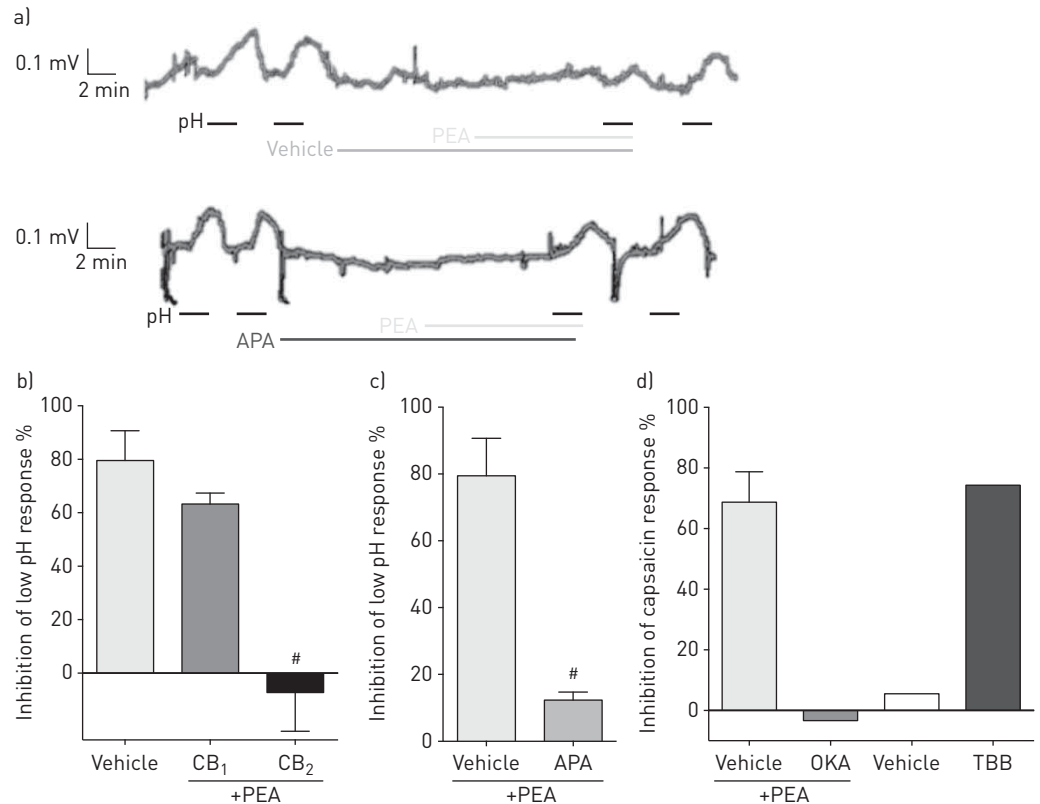 a)
0.1 mV
2 min
pH
PEA
Vehicle
0.1 mV
2 min
pH
PEA
APA
b)
Inhibition of low pH response %
100
80
60
40
20
0
#
Vehicle CB1 CB2
+PEA
c)
Inhibition of low pH response %
100
80
60
40
20
0
#
Vehicle APA
+PEA
d)
Inhibition of capsaicin response %
100
80
60
40
20
0
Vehicle OKA Vehicle TBB
+PEA